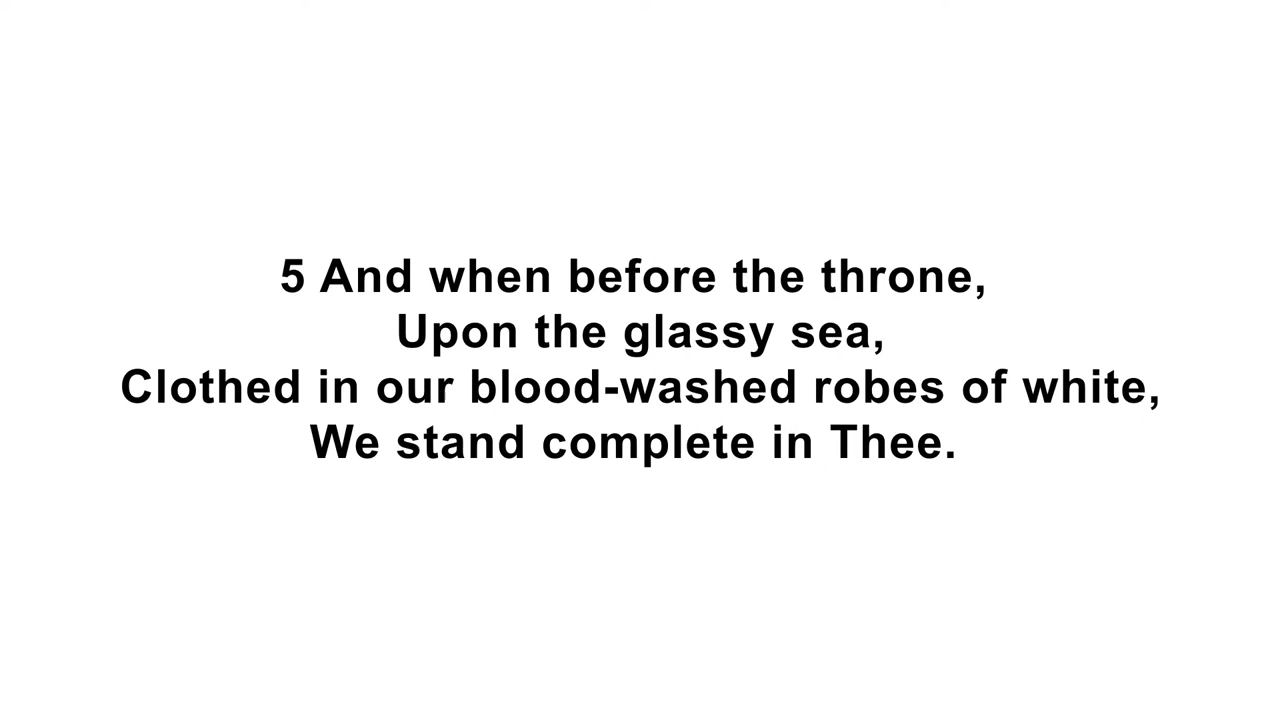 5 And when before the throne,
Upon the glassy sea,
Clothed in our blood-washed robes of white,
We stand complete in Thee.